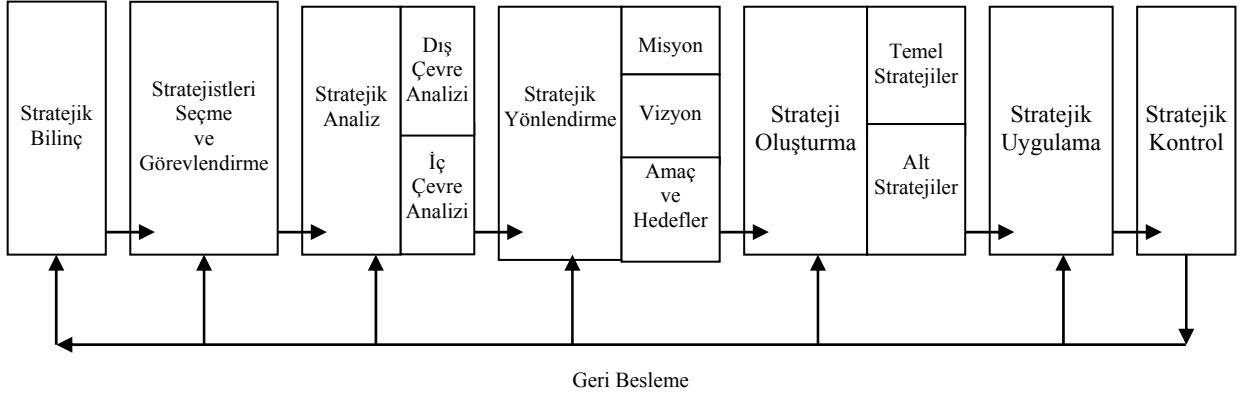 Stratejik
Bilinç
Stratejistleri
Seçme
ve
Görevlendirme
Stratejik
Analiz
Dış
Çevre
Analizi
İç
Çevre
Analizi
Stratejik
Yönlendirme
Misyon
Vizyon
Amaç
ve
Hedefler
Strateji
Oluşturma
Temel
Stratejiler
Alt
Stratejiler
Stratejik
Uygulama
Stratejik
Kontrol
Geri Besleme